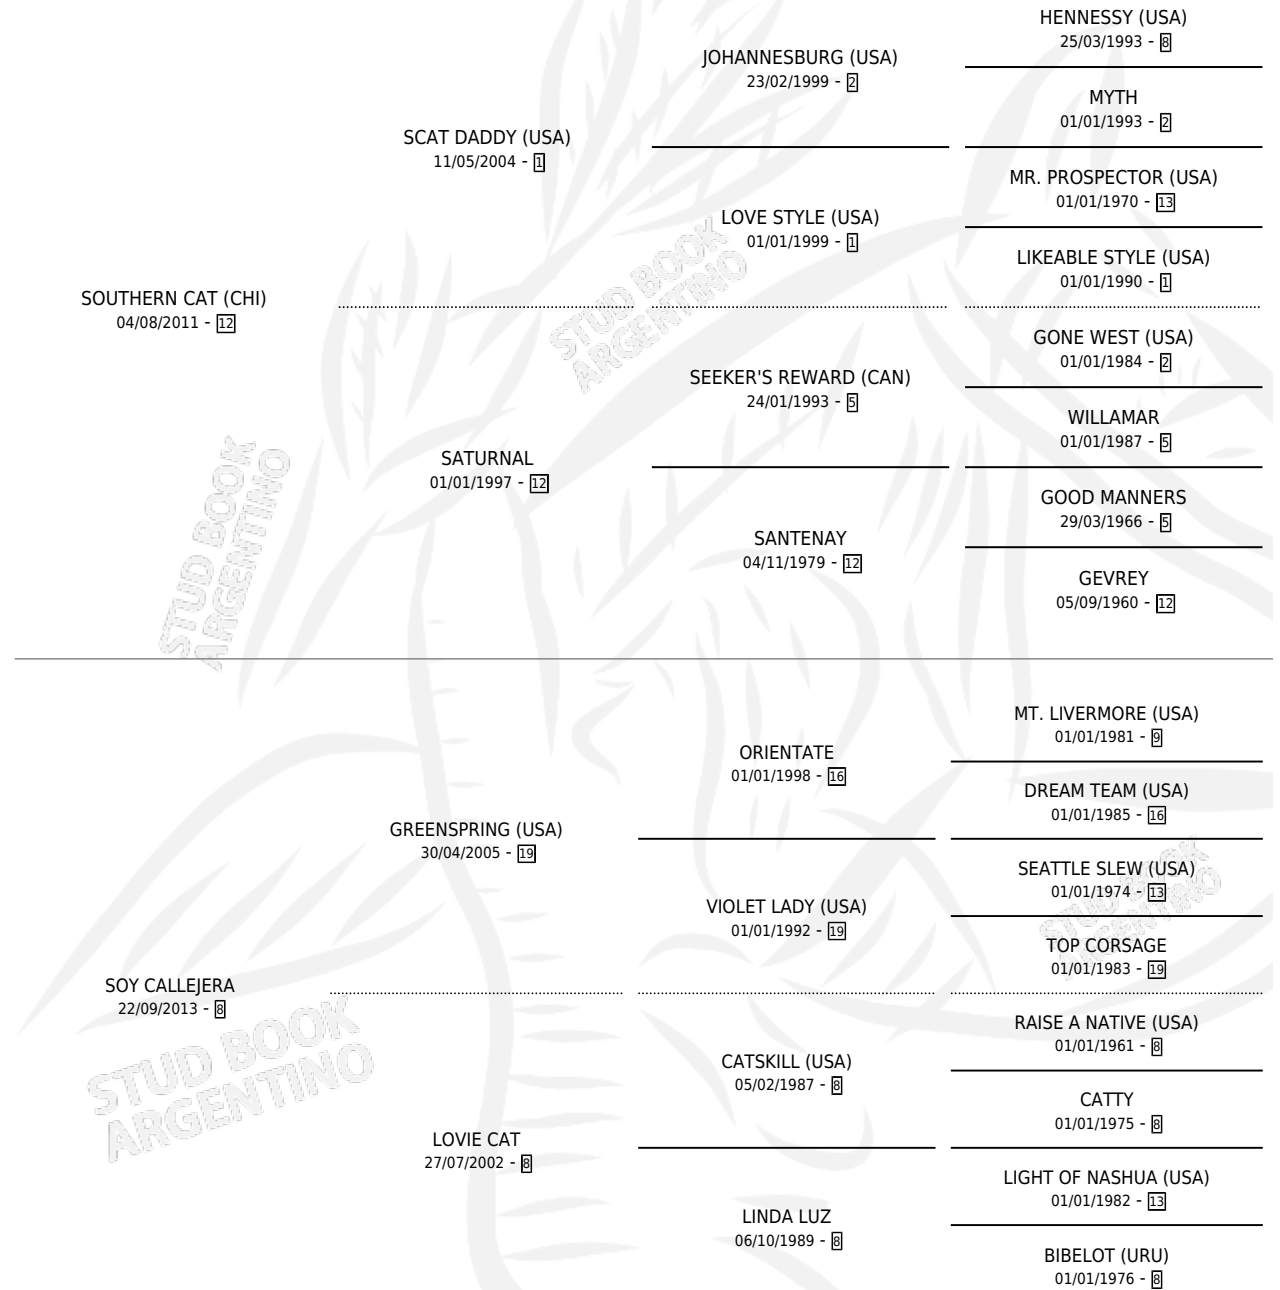 HENNESSY (USA)
25/03/1993 - 8
JOHANNESBURG (USA)
23/02/1999 - 2
MYTH
01/01/1993 - 2
SCAT DADDY (USA)
11/05/2004 - 1
MR. PROSPECTOR (USA)
01/01/1970 - 13
LOVE STYLE (USA)
01/01/1999 - 1
LIKEABLE STYLE (USA)
01/01/1990 - 1
SOUTHERN CAT (CHI)
04/08/2011 - 12
STUD BOOK
ARGENTINO
GONE WEST (USA)
01/01/1984 - 2
SEEKER'S REWARD (CAN)
24/01/1993 - 5
WILLAMAR
01/01/1987 - 5
SATURNAL
01/01/1997 - 12
GOOD MANNERS
29/03/1966 - 5
SANTENAY
04/11/1979 - 12
GEVREY
05/09/1960 - 12
STUD BOOK
ARGENTINO
MT. LIVERMORE (USA)
01/01/1981 - 9
ORIENTATE
01/01/1998 - 16
DREAM TEAM (USA)
01/01/1985 - 16
GREENSPRING (USA)
30/04/2005 - 19
SEATTLE SLEW (USA)
01/01/1974 - 13
VIOLET LADY (USA)
01/01/1992 - 19
STUD BOOK
ARGENTINO
TOP CORSAGE
01/01/1983 - 19
SOY CALLEJERA
22/09/2013 - 8
RAISE A NATIVE (USA)
01/01/1961 - 8
CATSKILL (USA)
05/02/1987 - 8
STUD BOOK
ARGENTINO
CATTY
01/01/1975 - 8
LOVIE CAT
27/07/2002 - 8
LIGHT OF NASHUA (USA)
01/01/1982 - 13
LINDA LUZ
06/10/1989 - 8
BIBELOT (URU)
01/01/1976 - 8